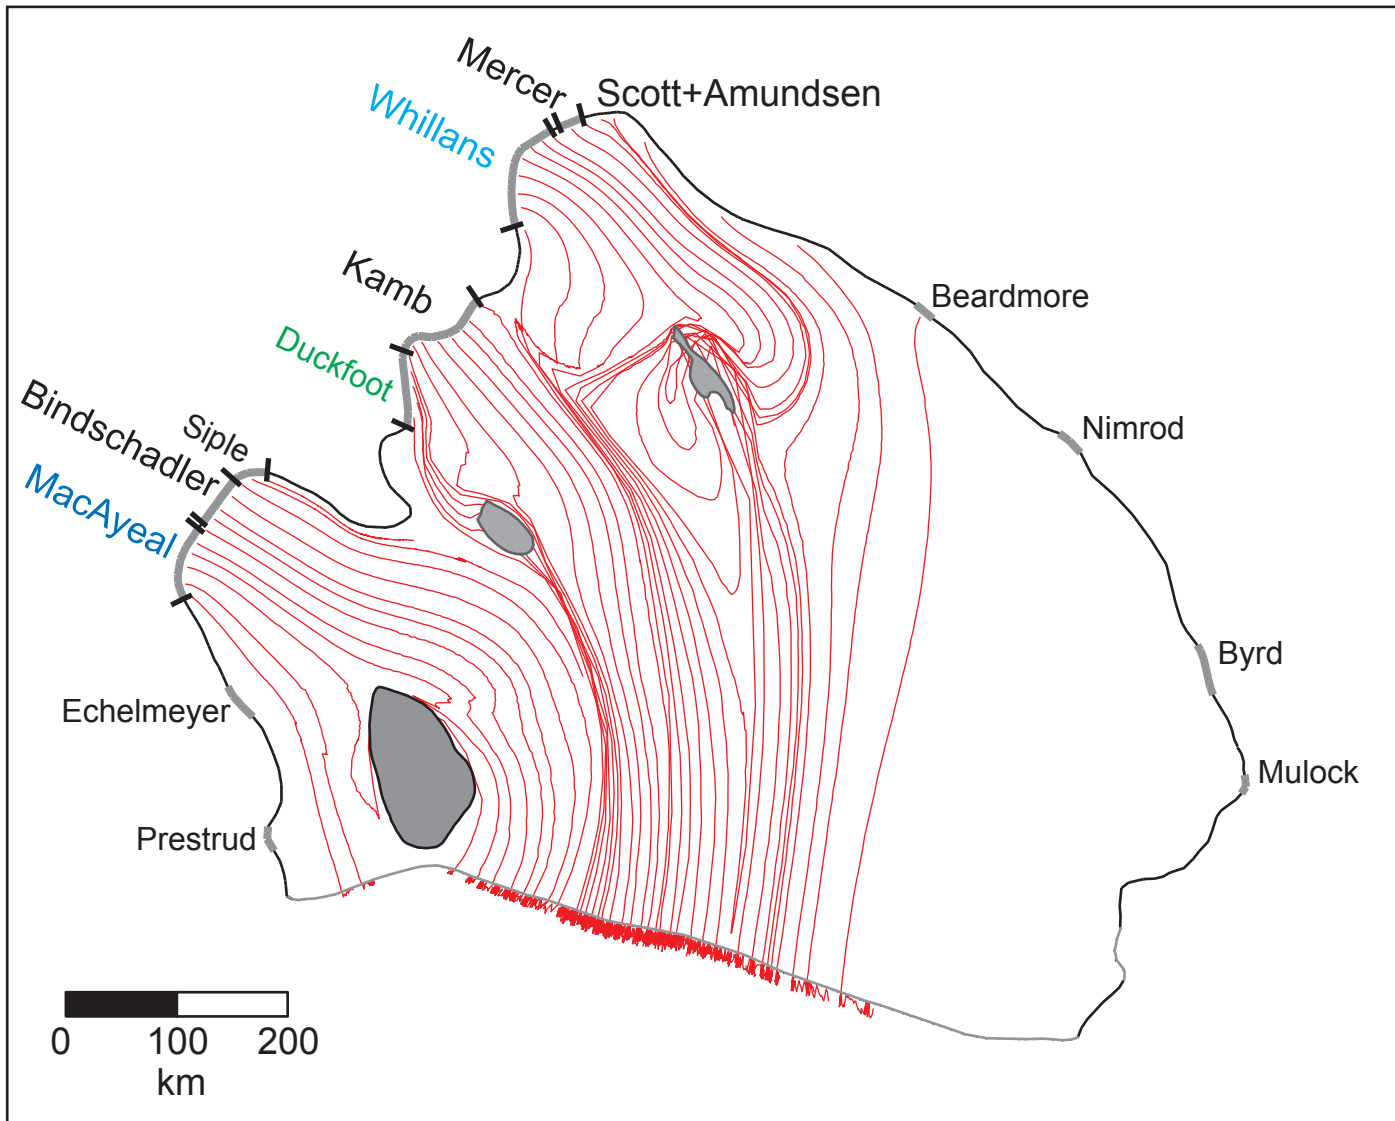 Mercer
Scott+Amundsen
Whillans
Kamb
Beardmore
Duckfoot
Bindschadler
Siple
Nimrod
MacAyeal
Byrd
Echelmeyer
Mulock
Prestrud
0 100 200
km